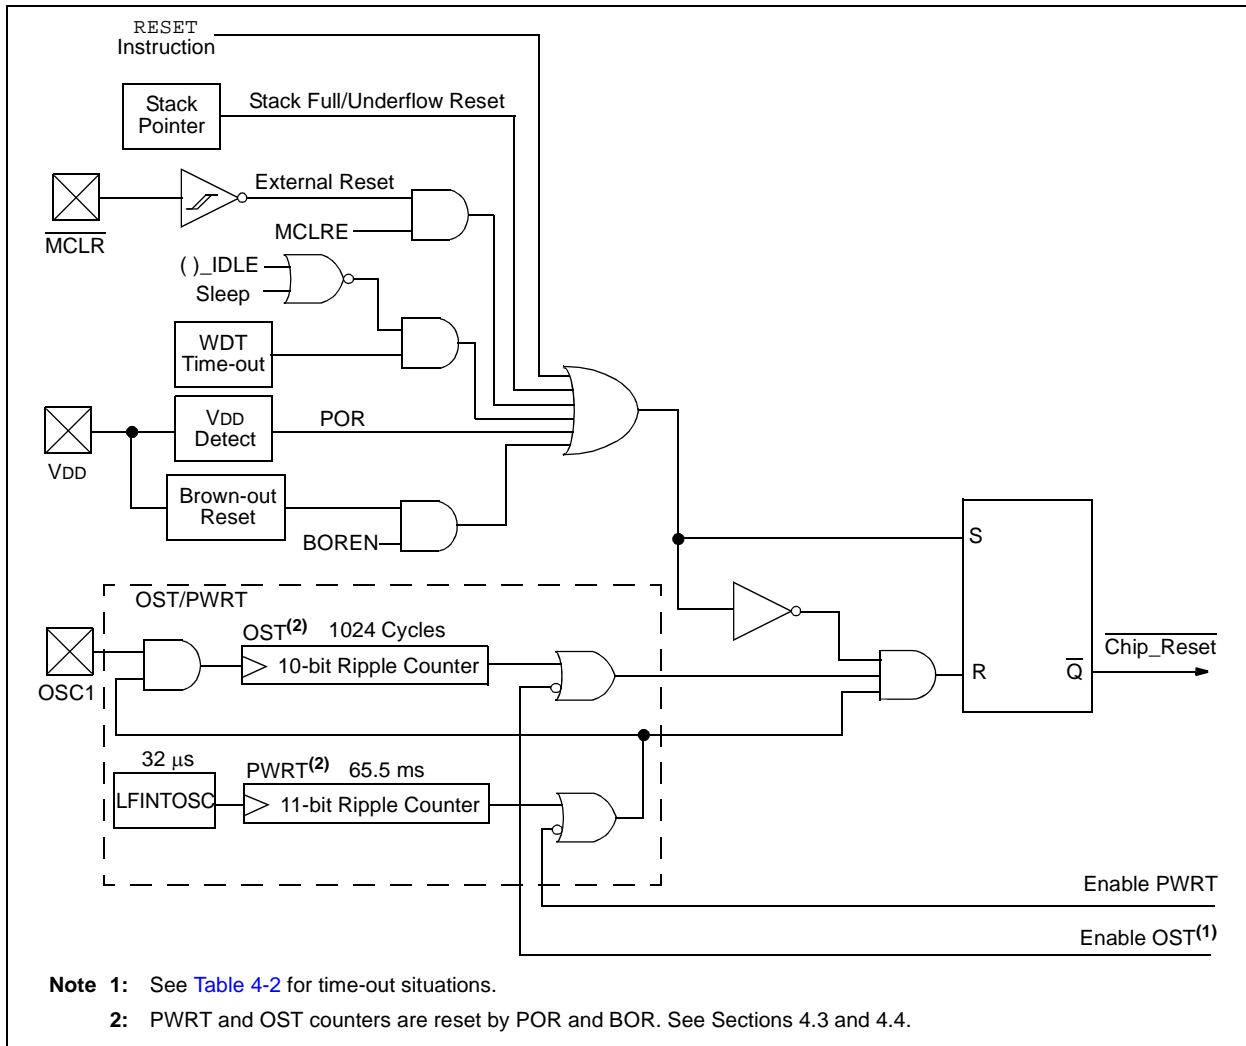 RESET
Instruction
Stack
Pointer
Stack Full/Underflow Reset
External Reset
MCLR
MCLRE
( )_IDLE
Sleep
WDT
Time-out
VDD
VDD
Detect
POR
Brown-out
Reset
BOREN
S
R
Q
Chip_Reset
OST/PWRT
OST(2) 1024 Cycles
10-bit Ripple Counter
OSC1
32 μs
LFINTOSC
PWRT(2) 65.5 ms
11-bit Ripple Counter
Enable PWRT
Enable OST(1)
Note 1: See Table 4-2 for time-out situations.
2: PWRT and OST counters are reset by POR and BOR. See Sections 4.3 and 4.4.